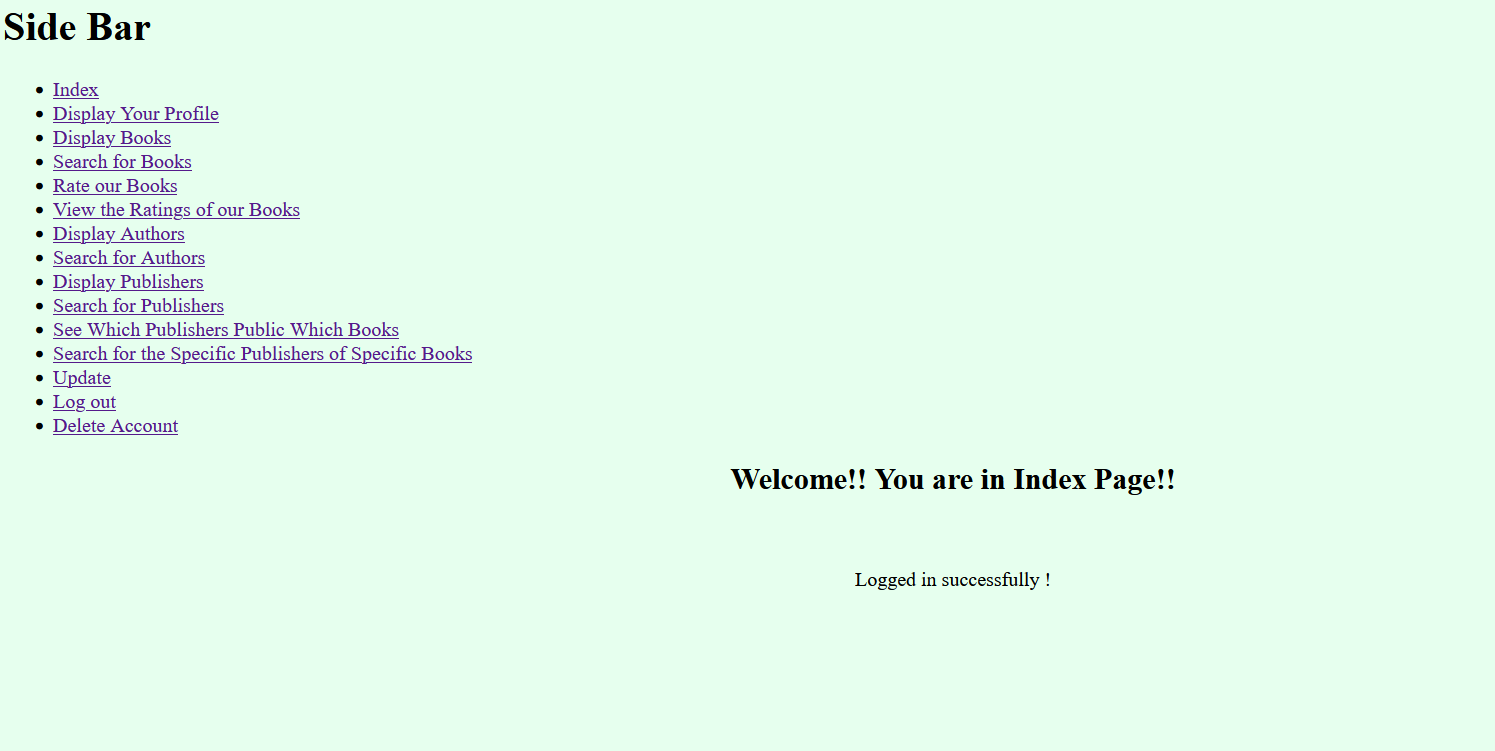 Side Bar
Index
Display Your Profile
Display Books
Search for Books
Rate our Books
View the Ratings of our Books
Display Authors
Search for Authors
Display Publishers
Search for Publishers
See Which Publishers Public Which Books
Search for the Specific Publishers of Specific Books
Update
Log out
Delete Account
Welcome!! You are in Index Page!!
Logged in successfully !